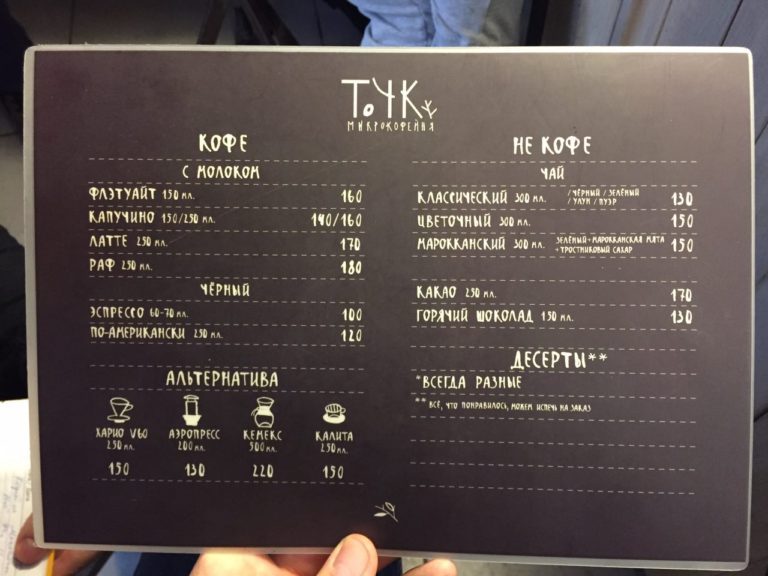 ТОЧК
МИКРОКОФЕЙНЯ
КОФЕ
С МОЛОКОМ
ФЛЭТУАЙТ 150 МЛ. 160
КАПУЧИНО 150/250 МЛ. 140/160
ЛАТТЕ 250 МЛ. 170
РАФ 250 МЛ. 180
ЧЁРНЫЙ
ЭСПРЕССО 60-70 МЛ. 100
ПО-АМЕРИКАНСКИ 250 МЛ. 120
АЛЬТЕРНАТИВА
ХАРИО V60 АЭРОПРЕСС КЕМЕКС КАЛИТА
250 МЛ. 200 МЛ. 500 МЛ. 250 МЛ.
150 130 220 150
НЕ КОФЕ
ЧАЙ
КЛАССИЧЕСКИЙ 300 МЛ. /ЧЁРНЫЙ /ЗЕЛЁНЫЙ 130
/УЛУН /ПУЭР
ЦВЕТОЧНЫЙ 300 МЛ. 150
МАРОККАНСКИЙ 300 МЛ. ЗЕЛЁНЫЙ+МАРОККАНСКАЯ МЯТА 150
+ТРОСТНИКОВЫЙ САХАР
КАКАО 250 МЛ. 170
ГОРЯЧИЙ ШОКОЛАД 150 МЛ. 130
ДЕСЕРТЫ**
*ВСЕГДА РАЗНЫЕ
** ВСЁ, ЧТО ПОНРАВИЛОСЬ, МОЖЕМ ИСПЕЧЬ НА ЗАКАЗ